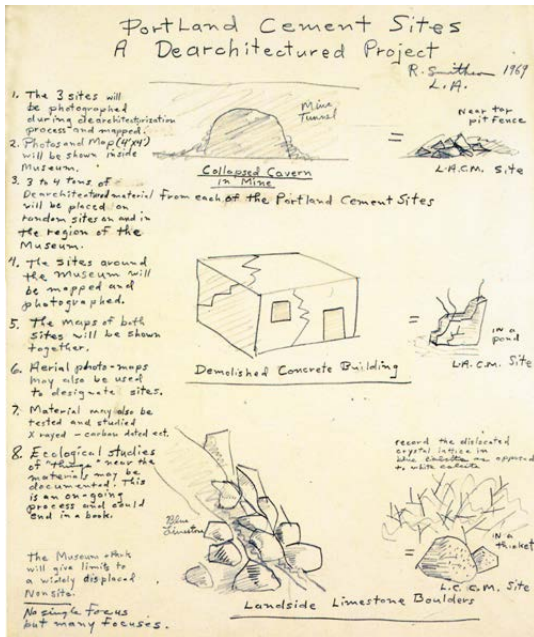 Portland Cement Sites
A Dearchitectured Project
R. Smithson 1969
L.A.
1. The 3 sites will
be photographed
during dearchitecturization
process and mapped.
2. Photos and Map (4'x4')
will be shown inside
Museum.
3. 3 to 4 tons of
Dearchitectured material from each of the Portland Cement Sites
will be placed on
random sites on and in
the region of the
Museum.
4. The sites around
the Museum will
be mapped and
photographed.
5. The maps of both
sites will be shown
together.
6. Aerial photo-maps
may also be used
to designate sites.
7. Material may also be
tested and studied
X rayed - carbon dated ect.
8. Ecological studies
of "things" near the
materials may be
documented! This
is an on-going
process and could
end in a book.
The Museum
will give limits to
a widely displaced
Nonsite.
No single focus
but many focuses.
Mine
Tunnel
=
Near tar
pit fence
Collapsed Cavern
in Mine
L.A.C.M. Site
=
in a
pond
Demolished Concrete Building
L.A.C.M. Site
record the dislocated
crystal lattice in
blue as opposed
to white calcite
Blue
Limestone
=
in a
thicket
L.C.C.M. Site
Landside Limestone Boulders